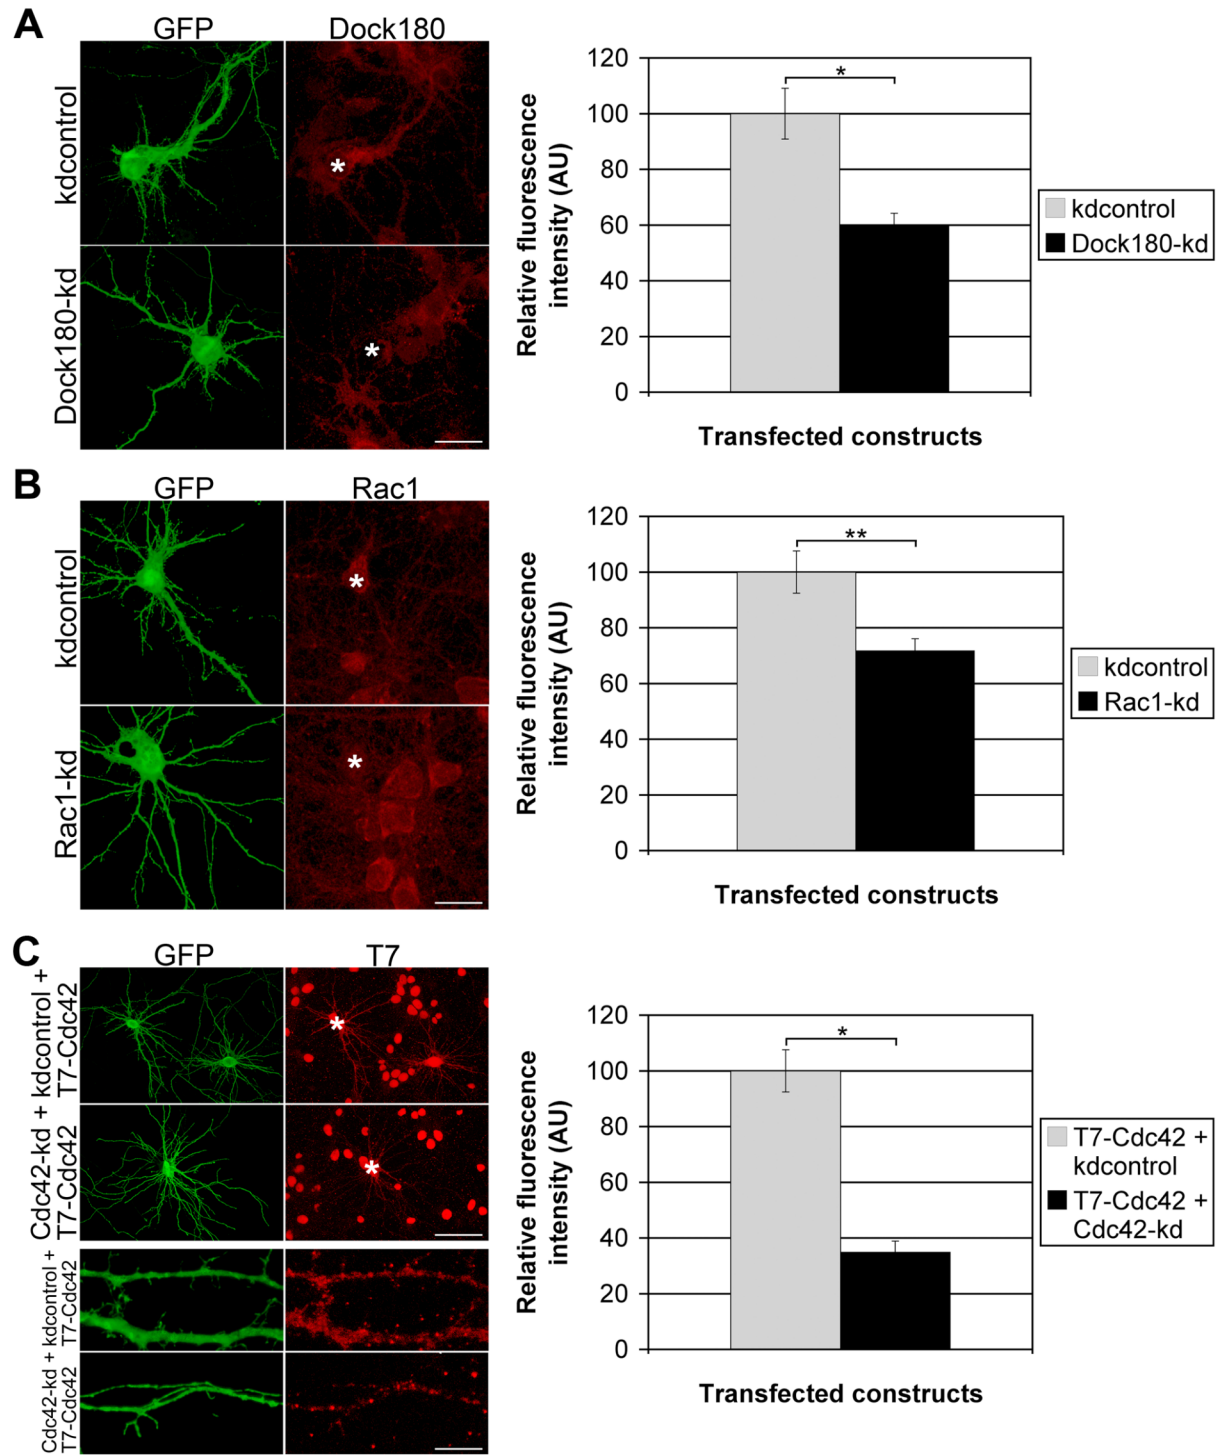 A
GFP
Dock180
kdcontrol
*
Dock180-kd
*
Relative fluorescence
intensity (AU)
120
100
80
60
40
20
0
*
Transfected constructs
kdcontrol
Dock180-kd
B
GFP
Rac1
kdcontrol
*
Rac1-kd
*
Relative fluorescence
intensity (AU)
120
100
80
60
40
20
0
**
Transfected constructs
kdcontrol
Rac1-kd
C
GFP
T7
kdcontrol +
T7-Cdc42
*
Cdc42-kd +
T7-Cdc42
*
kdcontrol +
T7-Cdc42
Cdc42-kd +
T7-Cdc42
Relative fluorescence
intensity (AU)
120
100
80
60
40
20
0
*
Transfected constructs
T7-Cdc42 +
kdcontrol
T7-Cdc42 +
Cdc42-kd